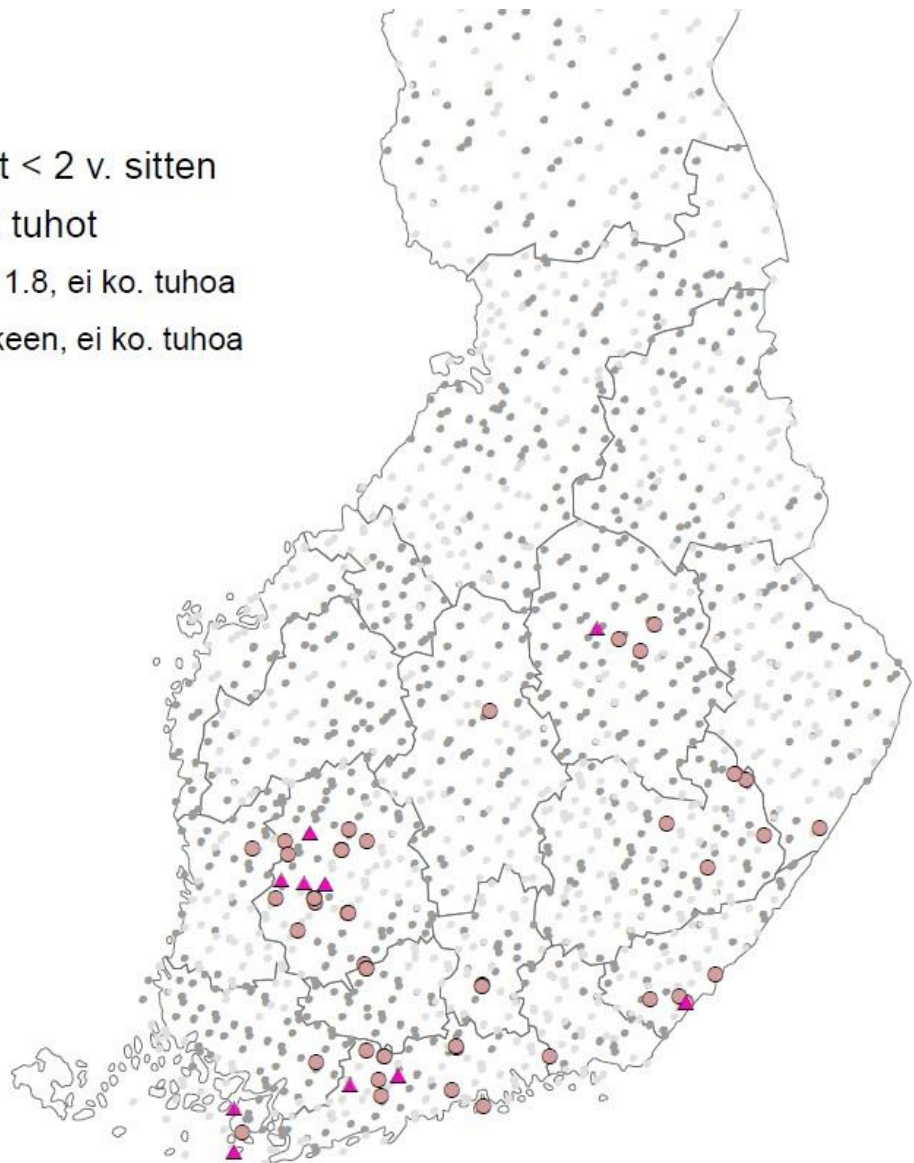 t < 2 v. sitten
tuhot
1.8, ei ko. tuhoa
keen, ei ko. tuhoa